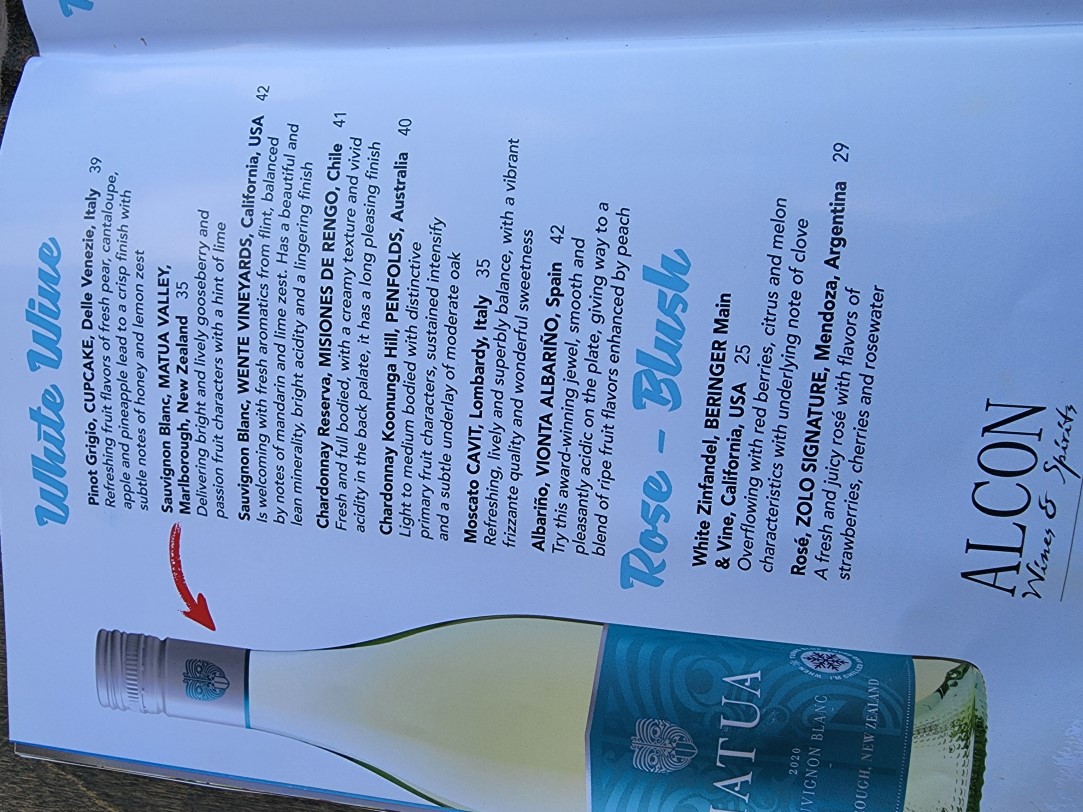 White Wine
Pinot Grigio, CUPCAKE, Delle Venezie, Italy 39
Refreshing fruit flavors of fresh pear, cantaloupe,
apple and pineapple lead to a crisp finish with
subtle notes of honey and lemon zest
Sauvignon Blanc, MATUA VALLEY,
Marlborough, New Zealand 35
Delivering bright and lively gooseberry and
passion fruit characters with a hint of lime
Sauvignon Blanc, WENTE VINEYARDS, California, USA 42
Is welcoming with fresh aromatics from flint, balanced
by notes of mandarin and lime zest. Has a beautiful and
lean minerality, bright acidity and a lingering finish
Chardonnay Reserva, MISIONES DE RENGO, Chile 41
Fresh and full bodied, with a creamy texture and vivid
acidity in the back palate, it has a long pleasing finish
Chardonnay Koonunga Hill, PENFOLDS, Australia 40
Light to medium bodied with distinctive
primary fruit characters, sustained intensify
and a subtle underlay of moderate oak
Moscato CAVIT, Lombardy, Italy 35
Refreshing, lively and superbly balance, with a vibrant
frizzante quality and wonderful sweetness
Albariño, VIONTA ALBARIÑO, Spain 42
Try this award-winning jewel, smooth and
pleasantly acidic on the plate, giving way to a
blend of ripe fruit flavors enhanced by peach
Rose - Blush
White Zinfandel, BERINGER Main
& Vine, California, USA 25
Overflowing with red berries, citrus and melon
characteristics with underlying note of clove
Rosé, ZOLO SIGNATURE, Mendoza, Argentina 29
A fresh and juicy rosé with flavors of
strawberries, cherries and rosewater
ALCON
Wines & Spirits
ATUA
2020
VIGNON BLANC
OUGH, NEW ZEALAND